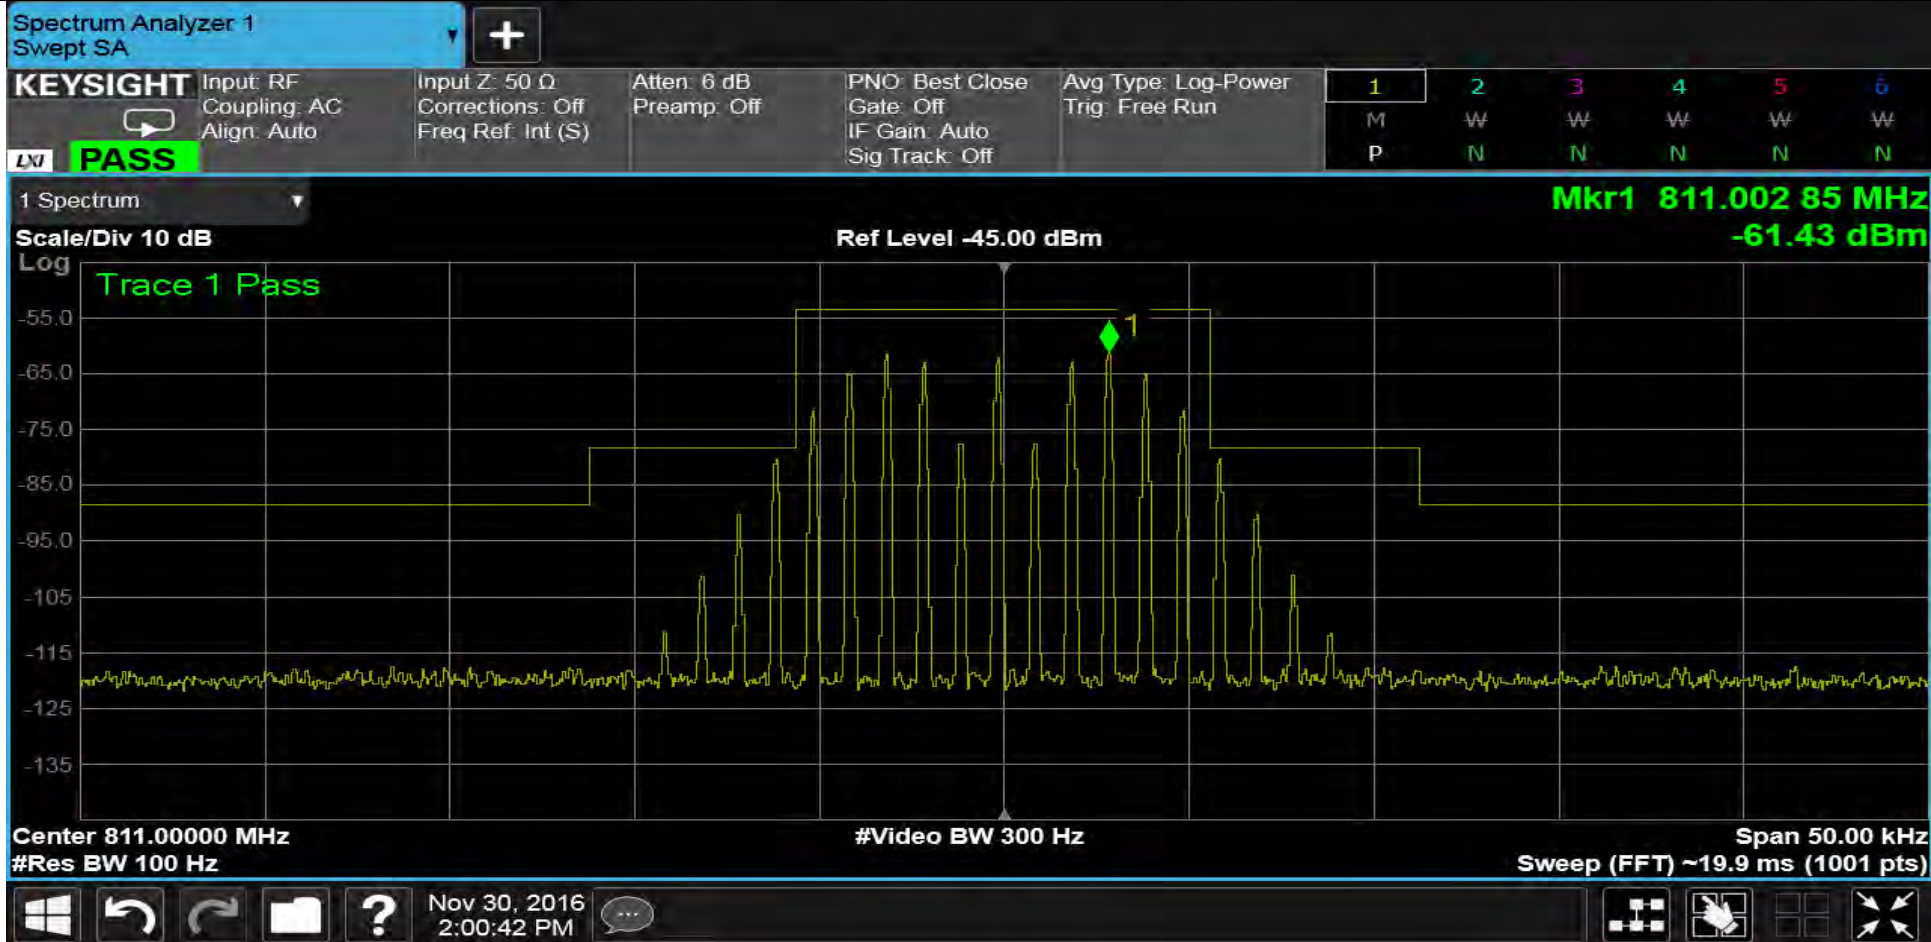 Spectrum Analyzer 1
Swept SA
KEYSIGHT
LXI
PASS
Input: RF
Coupling: AC
Align: Auto
Input Z: 50 Ω
Corrections: Off
Freq Ref: Int (S)
Atten: 6 dB
Preamp: Off
PNO: Best Close
Gate: Off
IF Gain: Auto
Sig Track: Off
Avg Type: Log-Power
Trig: Free Run
1 2 3 4 5 6
M W W W W W
P N N N N N
1 Spectrum
Mkr1 811.002 85 MHz
-61.43 dBm
Scale/Div 10 dB
Ref Level -45.00 dBm
Log
Trace 1 Pass
1
-55.0
-65.0
-75.0
-85.0
-95.0
-105
-115
-125
-135
Center 811.00000 MHz
#Video BW 300 Hz
Span 50.00 kHz
#Res BW 100 Hz
Sweep (FFT) ~19.9 ms (1001 pts)
Nov 30, 2016
2:00:42 PM